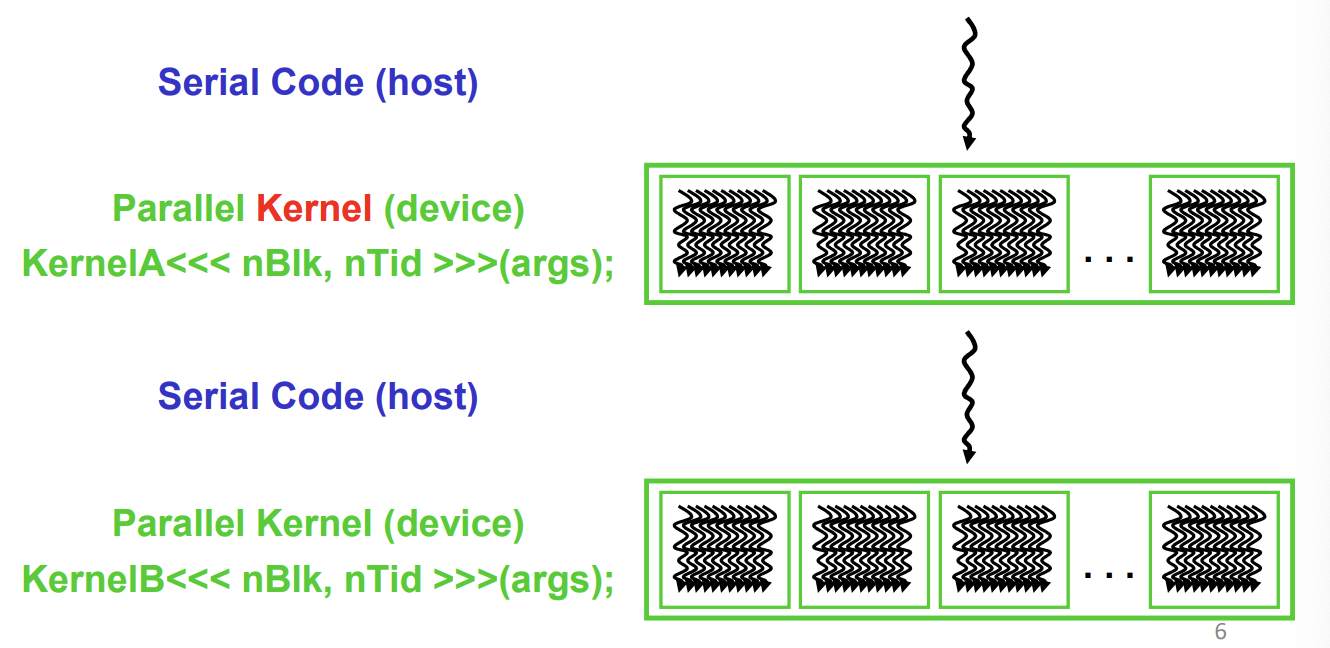 Serial Code (host)
Parallel Kernel (device)
KernelA<<< nBlk, nTid >>>(args);
. . .
Serial Code (host)
Parallel Kernel (device)
KernelB<<< nBlk, nTid >>>(args);
. . .
6